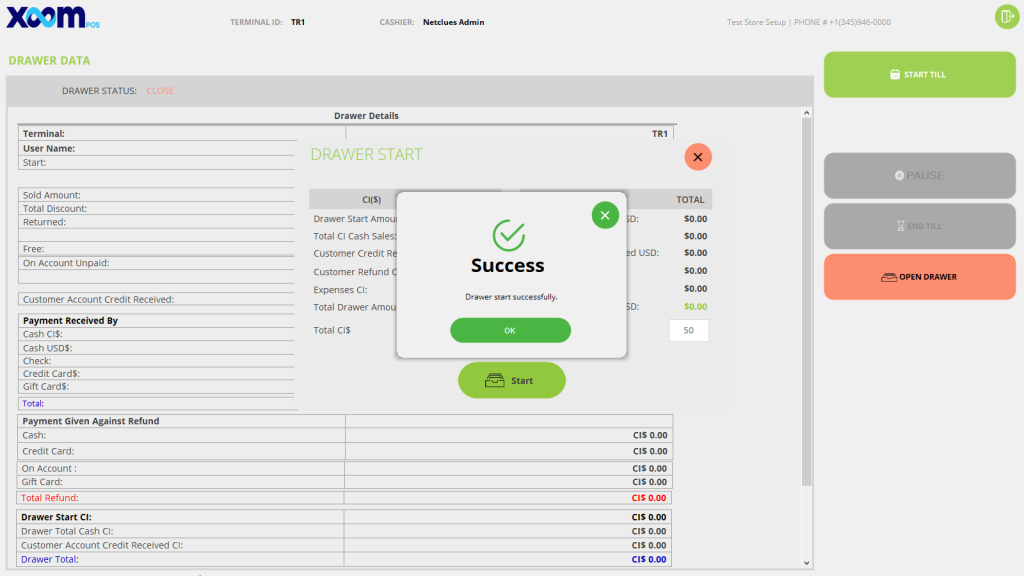 XOOM POS
TERMINAL ID: TR1
CASHIER: Netclues Admin
Test Store Setup | PHONE # +1(345)946-0000
DRAWER DATA
DRAWER STATUS: CLOSE
START TILL
PAUSE
END TILL
OPEN DRAWER
Drawer Details
Terminal: TR1
User Name:
Start:
Sold Amount:
Total Discount:
Returned:
Free:
On Account Unpaid:
Customer Account Credit Received:
Payment Received By
Cash CI$:
Cash USD$:
Check:
Credit Card$:
Gift Card$:
Total:
DRAWER START
CI($) TOTAL
Drawer Start Amou SD: $0.00
Total CI Cash Sales: $0.00
Customer Credit Re ed USD: $0.00
Customer Refund C $0.00
Expenses CI: $0.00
Total Drawer Amou SD: $0.00
Total CI$ 50
Start
Success
Drawer start successfully.
OK
Payment Given Against Refund
Cash: CI$ 0.00
Credit Card: CI$ 0.00
On Account : CI$ 0.00
Gift Card: CI$ 0.00
Total Refund: CI$ 0.00
Drawer Start CI: CI$ 0.00
Drawer Total Cash CI: CI$ 0.00
Customer Account Credit Received CI: CI$ 0.00
Drawer Total: CI$ 0.00